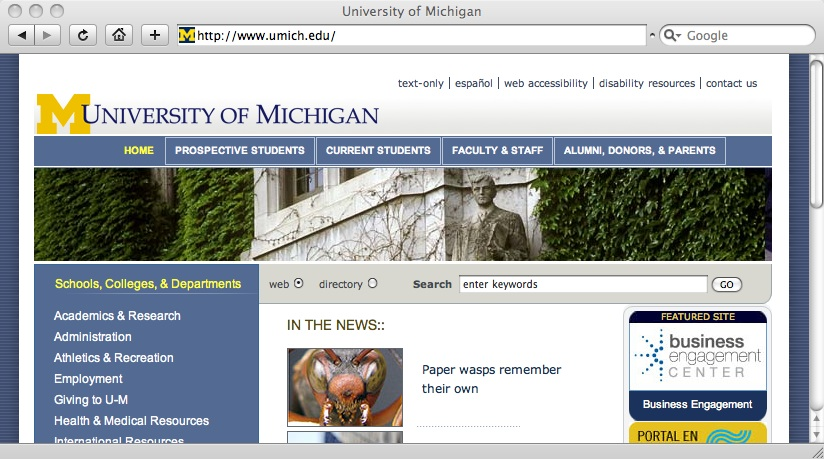 University of Michigan
http://www.umich.edu/
Google
text-only | español | web accessibility | disability resources | contact us
M UNIVERSITY OF MICHIGAN
HOME
PROSPECTIVE STUDENTS
CURRENT STUDENTS
FACULTY & STAFF
ALUMNI, DONORS, & PARENTS
Schools, Colleges, & Departments
web
directory
Search
enter keywords
GO
Academics & Research
Administration
Athletics & Recreation
Employment
Giving to U-M
Health & Medical Resources
International Resources
IN THE NEWS::
Paper wasps remember
their own
FEATURED SITE
business
engagement
CENTER
Business Engagement
PORTAL EN